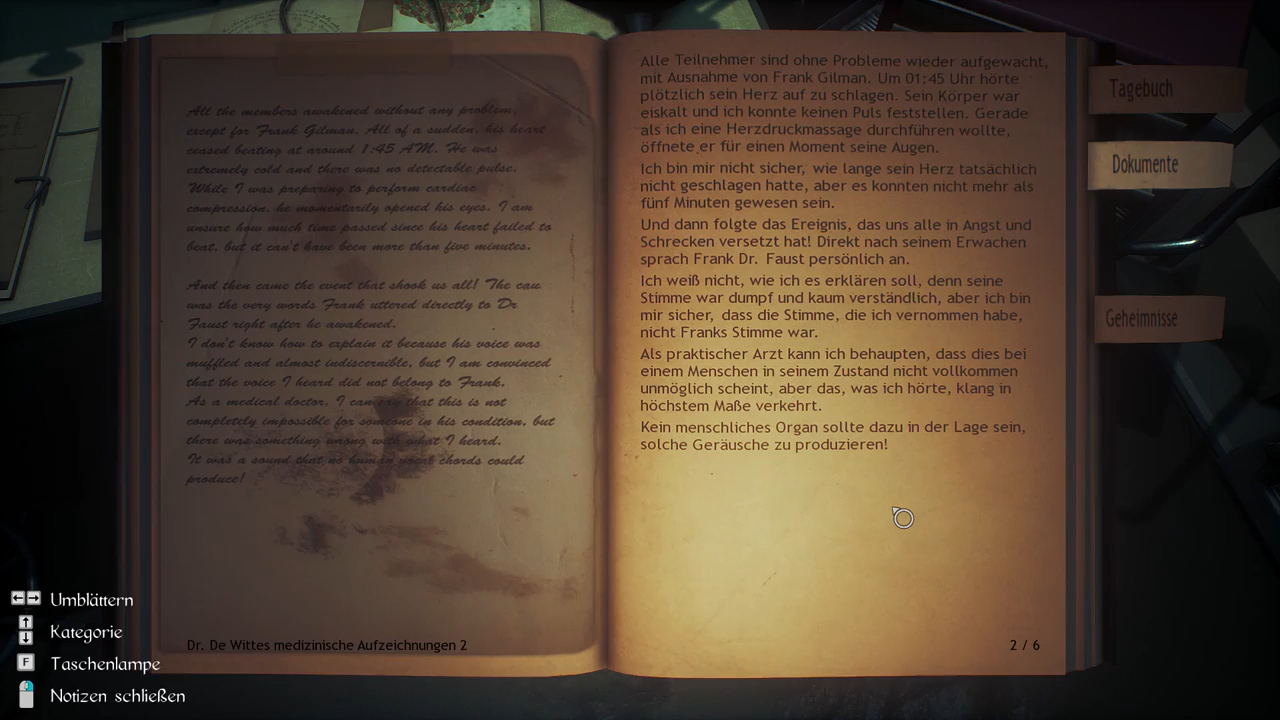 All the members awakened without any problem,
except for Frank Gilman. All of a sudden, his heart
ceased beating at around 1:45 AM. He was
extremely cold and there was no detectable pulse.
While I was preparing to perform cardiac
compression, he momentarily opened his eyes. I am
unsure how much time passed since his heart failed to
beat, but it can't have been more than five minutes.
And then came the event that shook us all! The cau
was the very words Frank uttered directly to Dr
Faust right after he awakened.
I don't know how to explain it because his voice was
muffled and almost indiscernible, but I am convinced
that the voice I heard did not belong to Frank.
As a medical doctor, I can say that this is not
completely impossible for someone in his condition, but
there was something wrong with what I heard.
It was a sound that no human vocal chords could
produce!
Dr. De Wittes medizinische Aufzeichnungen 2
Alle Teilnehmer sind ohne Probleme wieder aufgewacht,
mit Ausnahme von Frank Gilman. Um 01:45 Uhr hörte
plötzlich sein Herz auf zu schlagen. Sein Körper war
eiskalt und ich konnte keinen Puls feststellen. Gerade
als ich eine Herzdruckmassage durchführen wollte,
öffnete er für einen Moment seine Augen.
Ich bin mir nicht sicher, wie lange sein Herz tatsächlich
nicht geschlagen hatte, aber es konnten nicht mehr als
fünf Minuten gewesen sein.
Und dann folgte das Ereignis, das uns alle in Angst und
Schrecken versetzt hat! Direkt nach seinem Erwachen
sprach Frank Dr. Faust persönlich an.
Ich weiß nicht, wie ich es erklären soll, denn seine
Stimme war dumpf und kaum verständlich, aber ich bin
mir sicher, dass die Stimme, die ich vernommen habe,
nicht Franks Stimme war.
Als praktischer Arzt kann ich behaupten, dass dies bei
einem Menschen in seinem Zustand nicht vollkommen
unmöglich scheint, aber das, was ich hörte, klang in
höchstem Maße verkehrt.
Kein menschliches Organ sollte dazu in der Lage sein,
solche Geräusche zu produzieren!
2 / 6
Tagebuch
Dokumente
Geheimnisse
Umblättern
Kategorie
F Taschenlampe
Notizen schließen